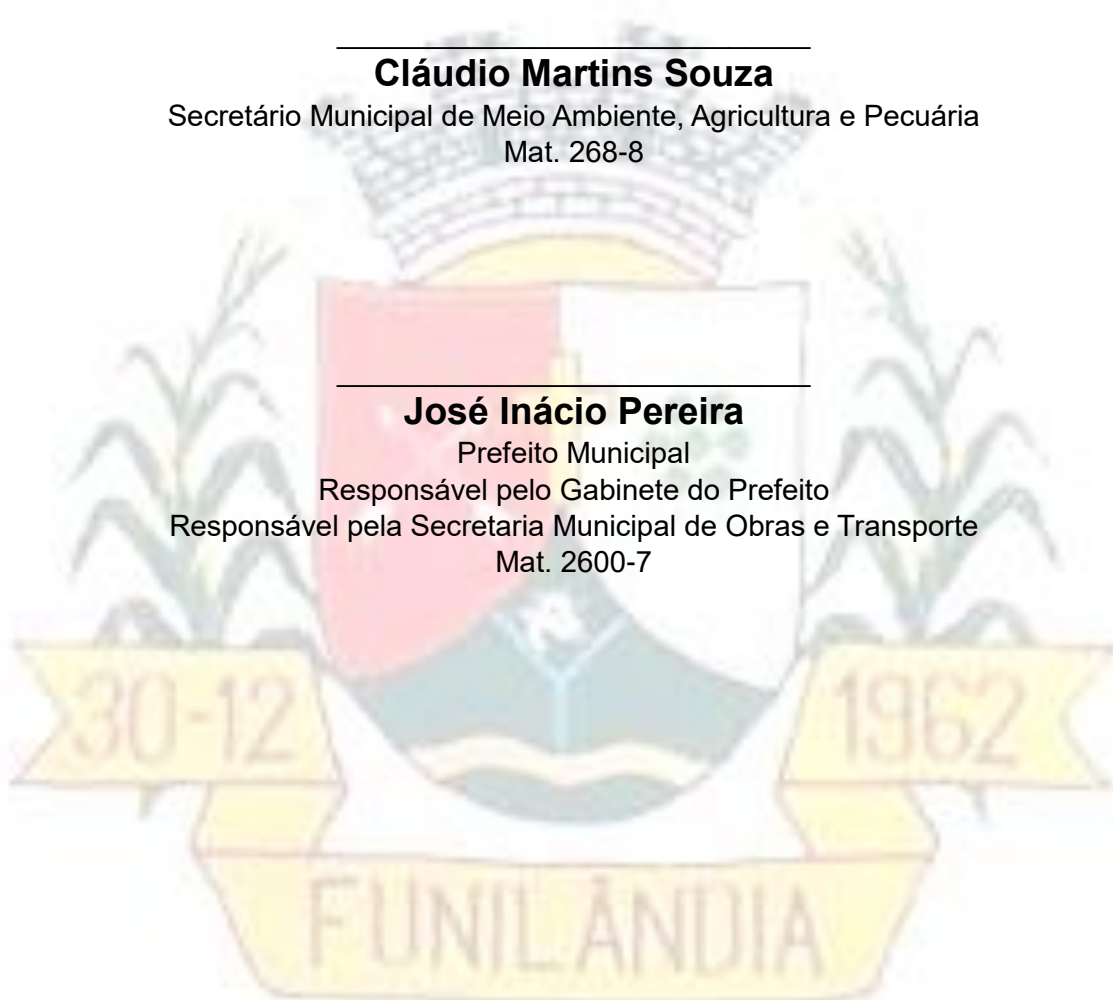 Cláudio Martins Souza
Secretário Municipal de Meio Ambiente, Agricultura e Pecuária
Mat. 268-8
José Inácio Pereira
Prefeito Municipal
Responsável pelo Gabinete do Prefeito
Responsável pela Secretaria Municipal de Obras e Transporte
Mat. 2600-7
30-12
1962
FUNILÂNDIA